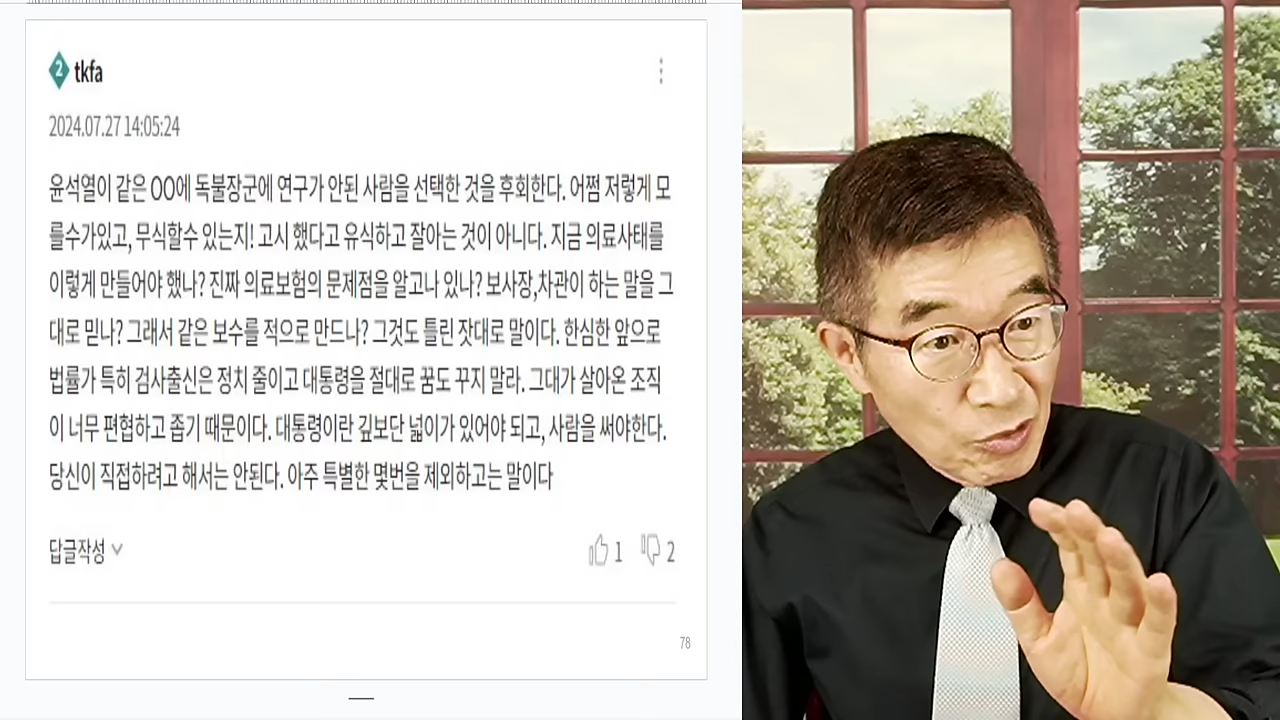 2 tkfa
2024.07.27 14:05:24
윤석열이 같은 OO에 독불장군에 연구가 안된 사람을 선택한 것을 후회한다. 어쩜 저렇게 모
를수가있고, 무식할수 있는지! 고시 했다고 유식하고 잘아는 것이 아니다. 지금 의료사태를
이렇게 만들어야 했나? 진짜 의료보험의 문제점을 알고나 있나? 보사장,차관이 하는 말을 그
대로 믿나? 그래서 같은 보수를 적으로 만드나? 그것도 틀린 잣대로 말이다. 한심한 앞으로
법률가 특히 검사출신은 정치 줄이고 대통령을 절대로 꿈도 꾸지 말라. 그대가 살아온 조직
이 너무 편협하고 좁기 때문이다. 대통령이란 깊보단 넓이가 있어야 되고, 사람을 써야한다.
당신이 직접하려고 해서는 안된다. 아주 특별한 몇번을 제외하고는 말이다
답글작성
1 2
78